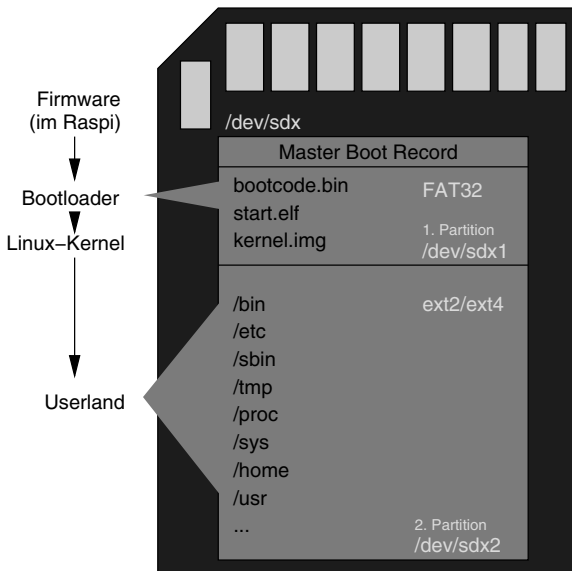 Firmware
(im Raspi)
Bootloader
Linux−Kernel
Userland
/dev/sdx
Master Boot Record
bootcode.bin
start.elf
kernel.img
FAT32
1. Partition
/dev/sdx1
/bin
/etc
/sbin
/tmp
/proc
/sys
/home
/usr
...
ext2/ext4
2. Partition
/dev/sdx2